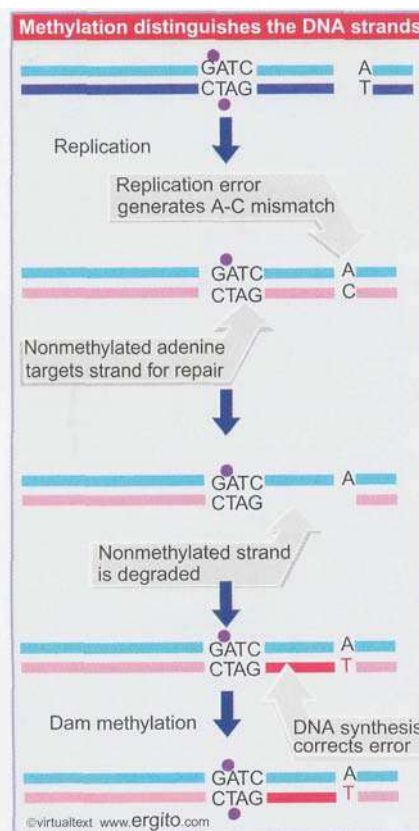 Methylation distinguishes the DNA strands
GATC A
CTAG T
Replication
Replication error
generates A-C mismatch
GATC A
CTAG C
Nonmethylated adenine
targets strand for repair
GATC A
CTAG
Nonmethylated strand
is degraded
GATC A
CTAG T
Dam methylation
DNA synthesis
corrects error
GATC A
CTAG T
©virtualtext www.ergito.com